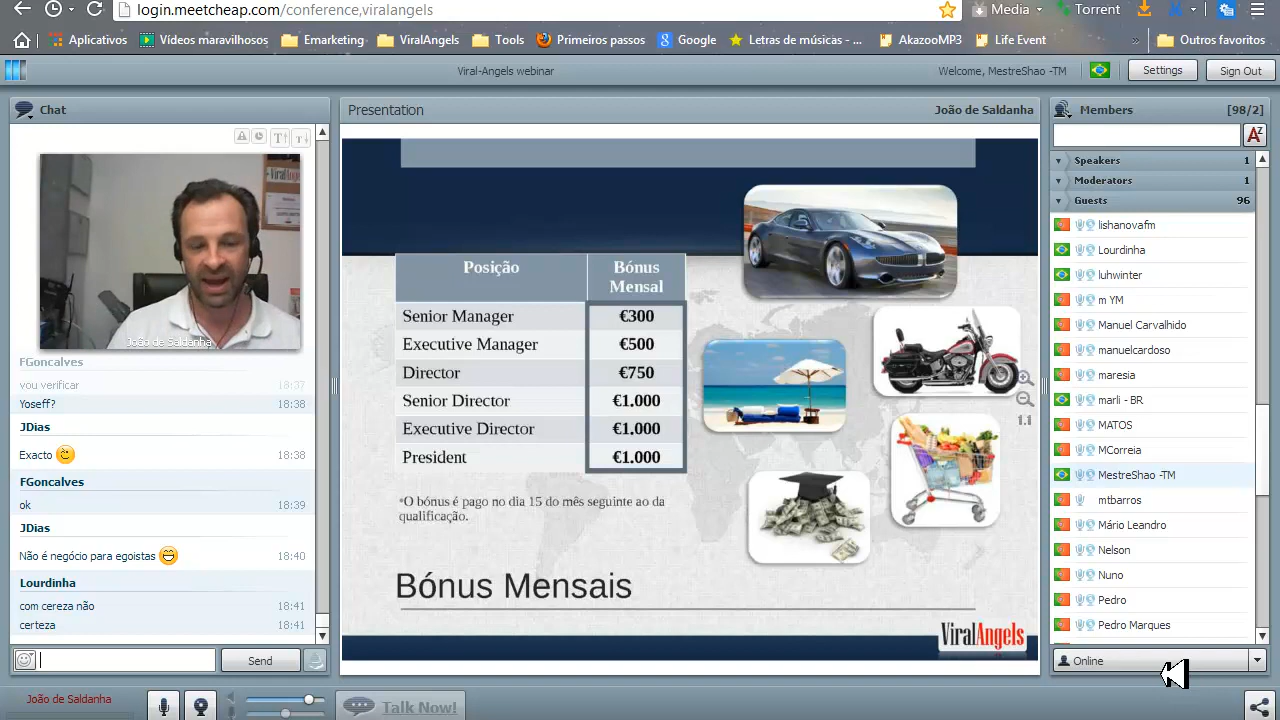 login.meetcheap.com/conference,viralangels
Media
Torrent
Aplicativos
Vídeos maravilhosos
Emarketing
ViralAngels
Tools
Primeiros passos
Google
Letras de músicas - ...
AkazooMP3
Life Event
»
Outros favoritos
Viral-Angels webinar
Welcome, MestreShao -TM
Settings
Sign Out
Chat
João de Saldanha
FGoncalves
vou verificar 18:37
Yoseff? 18:38
JDias
Exacto 18:38
FGoncalves
ok 18:39
JDias
Não é negócio para egoistas 18:40
Lourdinha
com cereza não 18:41
certeza 18:41
Send
Presentation
João de Saldanha
Posição Bónus Mensal
Senior Manager €300
Executive Manager €500
Director €750
Senior Director €1.000
Executive Director €1.000
President €1.000
*O bónus é pago no dia 15 do mês seguinte ao da
qualificação.
Bónus Mensais
ViralAngels
1:1
Members [98/2]
Speakers 1
Moderators 1
Guests 96
lishanovafm
Lourdinha
luhwinter
m YM
Manuel Carvalhido
manuelcardoso
maresia
marli - BR
MATOS
MCorreia
MestreShao -TM
mtbarros
Mário Leandro
Nelson
Nuno
Pedro
Pedro Marques
Online
João de Saldanha
Talk Now!